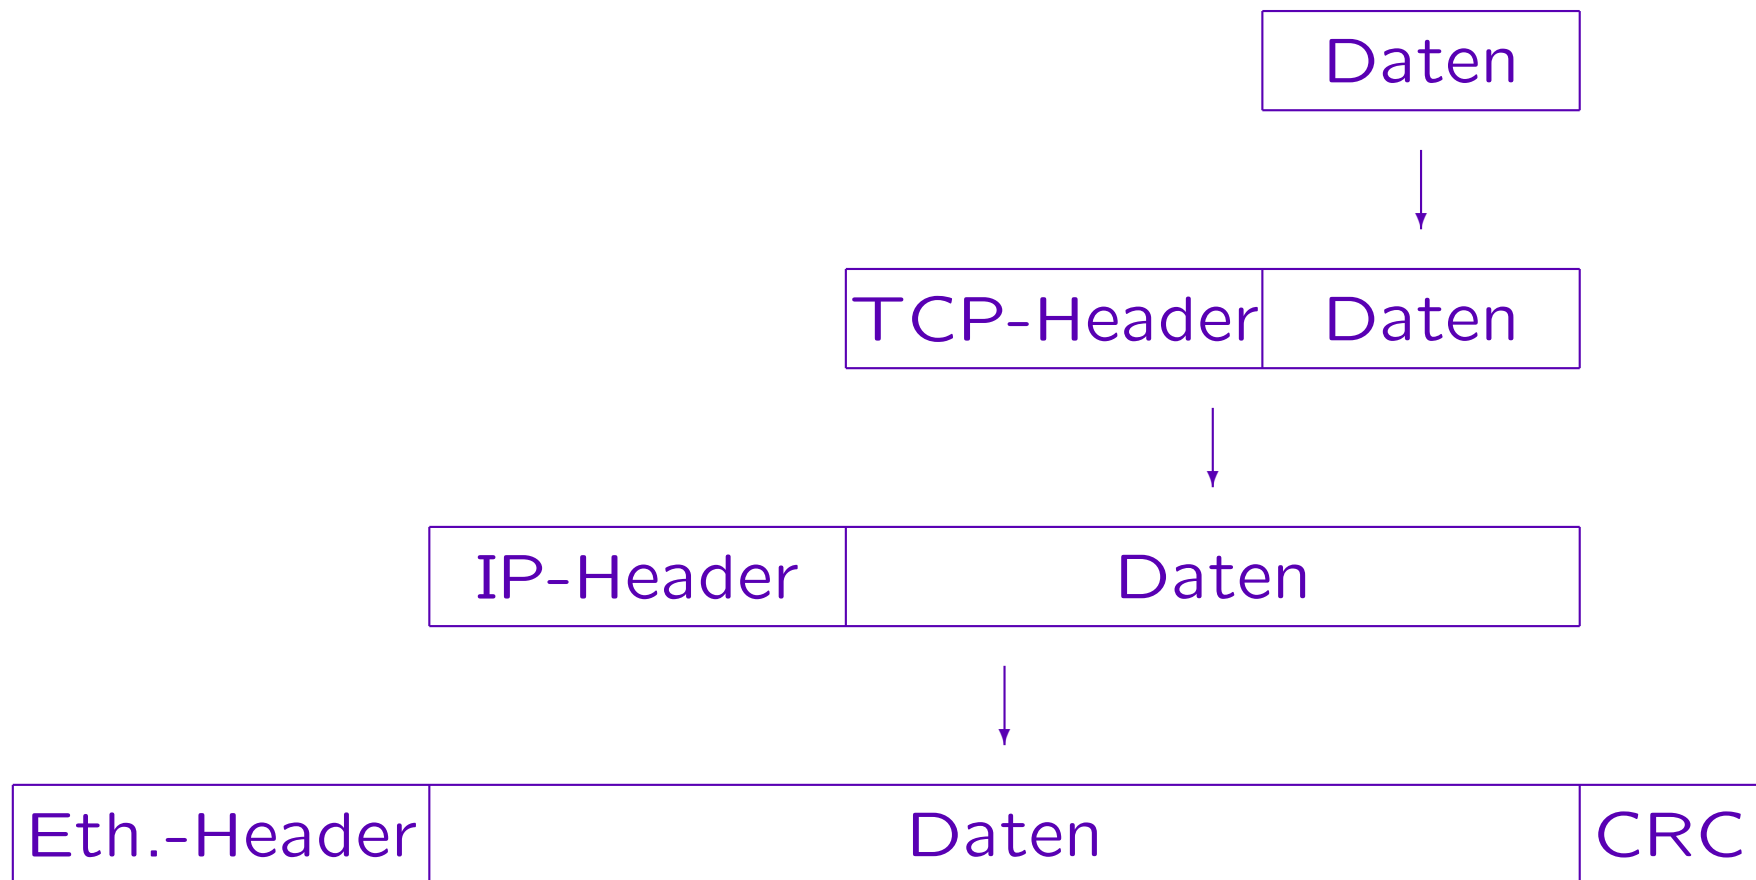 Daten
TCP-Header Daten
IP-Header Daten
Eth.-Header Daten CRC